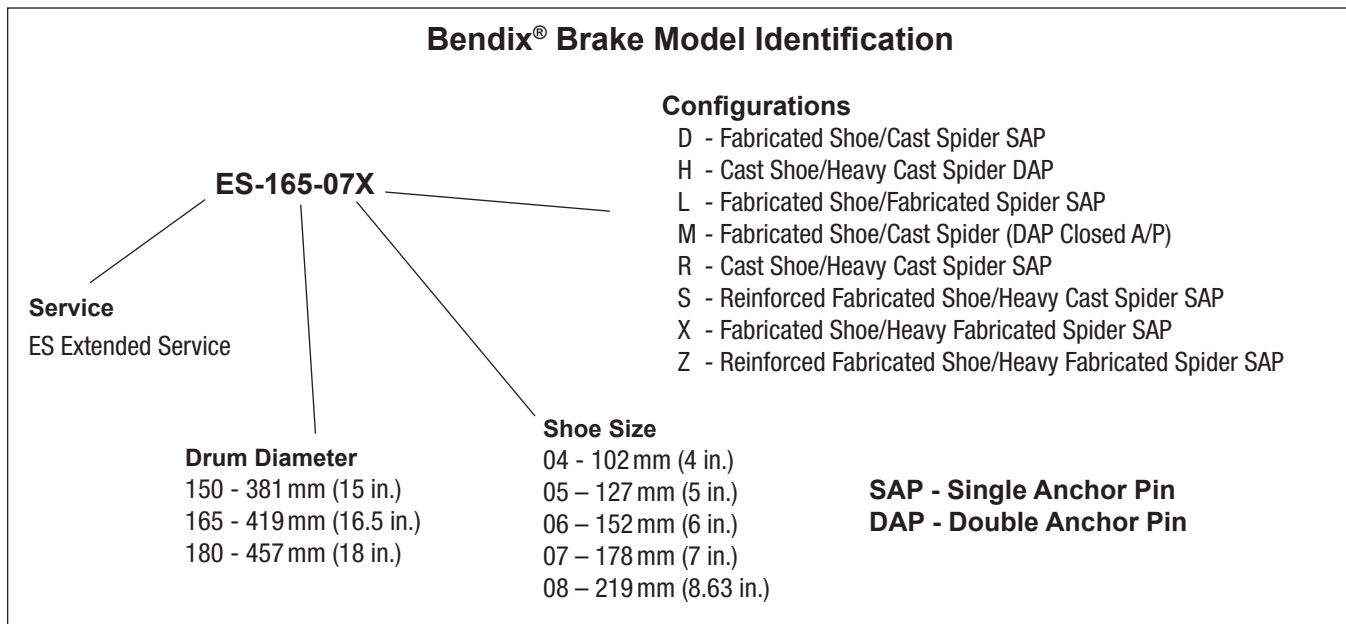 Bendix® Brake Model Identification
ES-165-07X
Configurations
D - Fabricated Shoe/Cast Spider SAP
H - Cast Shoe/Heavy Cast Spider DAP
L - Fabricated Shoe/Fabricated Spider SAP
M - Fabricated Shoe/Cast Spider (DAP Closed A/P)
R - Cast Shoe/Heavy Cast Spider SAP
S - Reinforced Fabricated Shoe/Heavy Cast Spider SAP
X - Fabricated Shoe/Heavy Fabricated Spider SAP
Z - Reinforced Fabricated Shoe/Heavy Fabricated Spider SAP
Service
ES Extended Service
Drum Diameter
150 - 381 mm (15 in.)
165 - 419 mm (16.5 in.)
180 - 457 mm (18 in.)
Shoe Size
04 - 102 mm (4 in.)
05 – 127 mm (5 in.)
06 – 152 mm (6 in.)
07 – 178 mm (7 in.)
08 – 219 mm (8.63 in.)
SAP - Single Anchor Pin
DAP - Double Anchor Pin